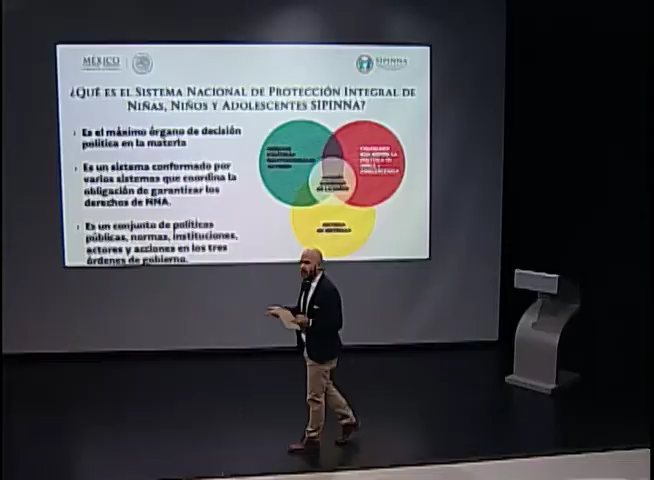 MÉXICO
SIPINNA
¿QUÉ ES EL SISTEMA NACIONAL DE PROTECCIÓN INTEGRAL DE
NIÑAS, NIÑOS Y ADOLESCENTES SIPINNA?
Es el máximo órgano de decisión
política en la materia
Es un sistema conformado por
varios sistemas que coordina la
obligación de garantizar los
derechos de NNA.
Es un conjunto de políticas
públicas, normas, instituciones,
actores y acciones en los tres
órdenes de gobierno.